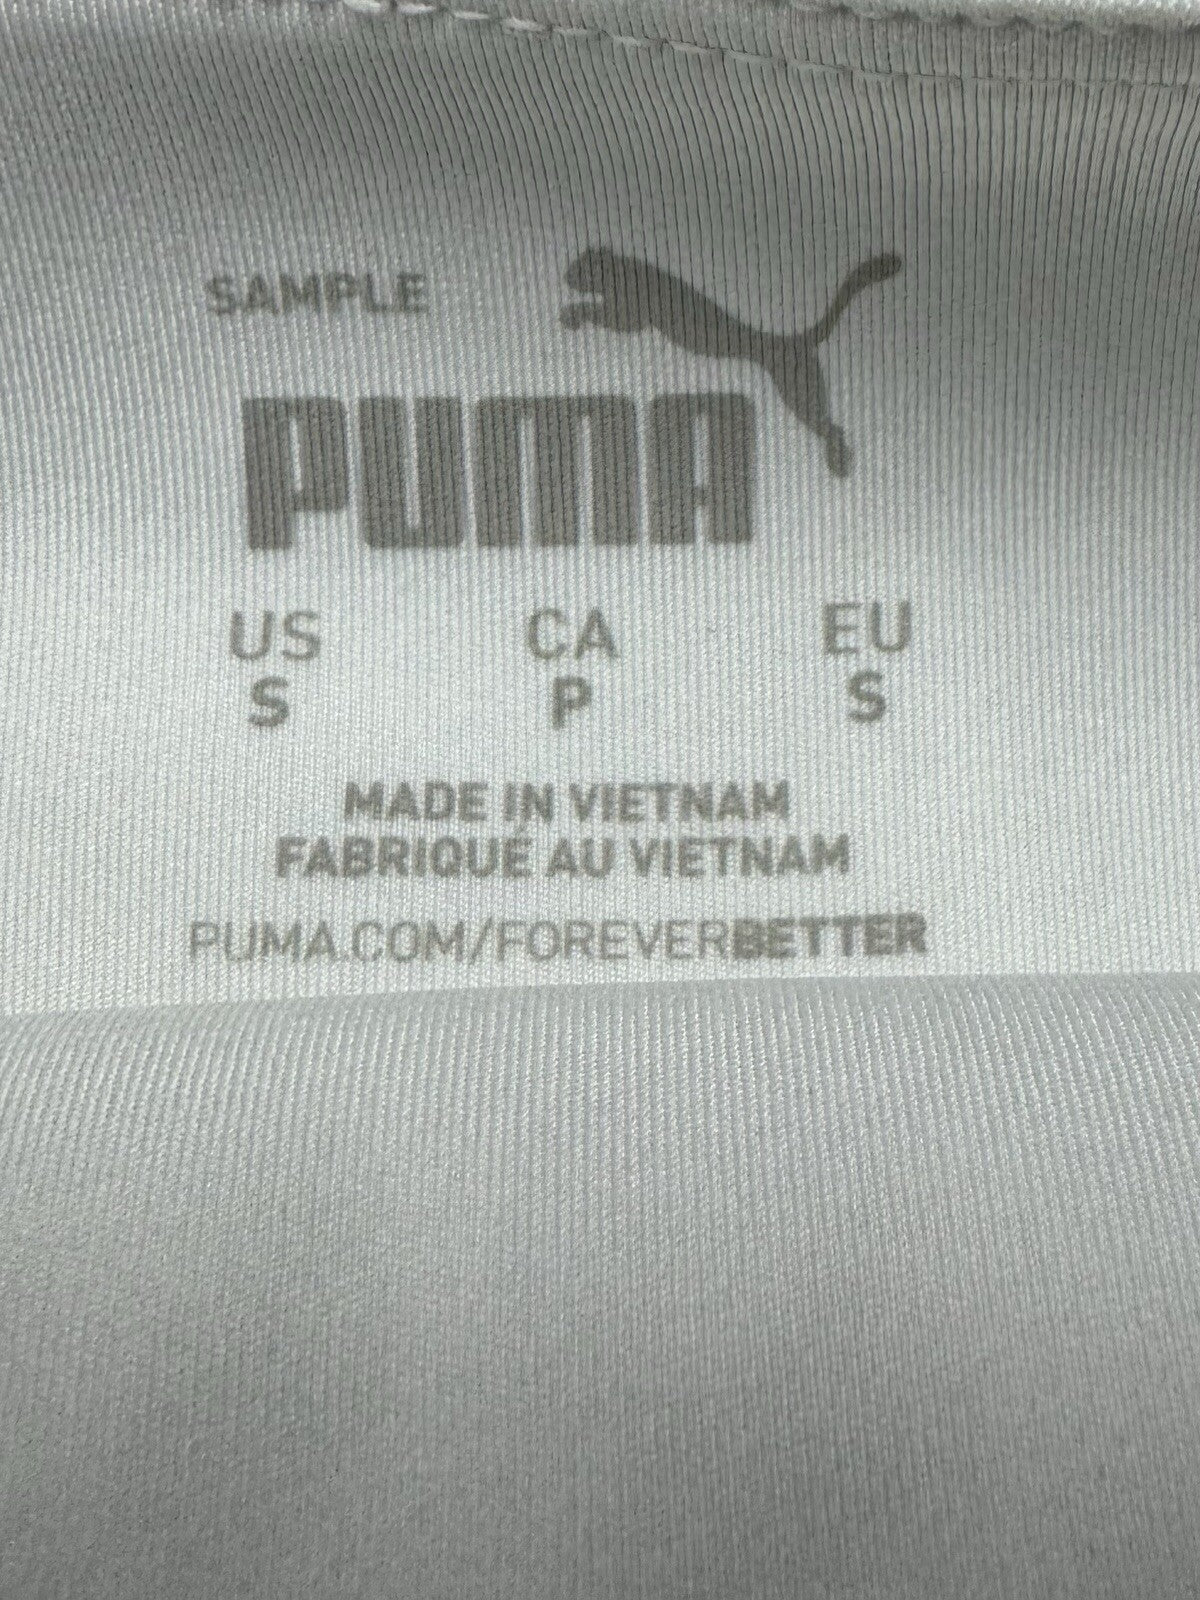 SAMPLE
PUMA
US CA EU
S P S
MADE IN VIETNAM
FABRIQUÉ AU VIETNAM
PUMA.COM/FOREVERBETTER